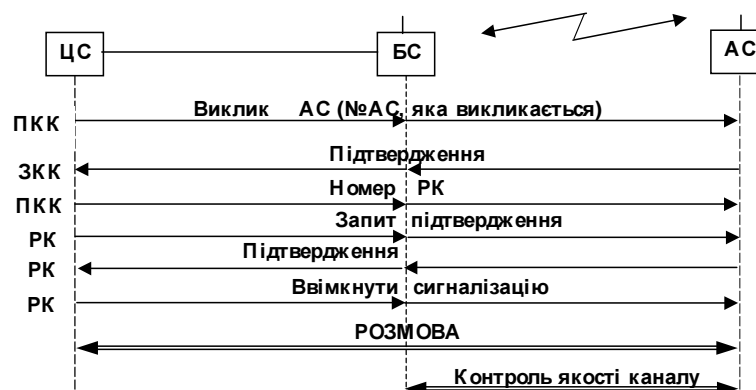 ЦС БС АС
ПКК Виклик АС (№АС, яка викликається)
ЗКК Підтвердження
ПКК Номер РК
РК Запит підтвердження
РК Підтвердження
РК Ввімкнути сигналізацію
РОЗМОВА
Контроль якості каналу